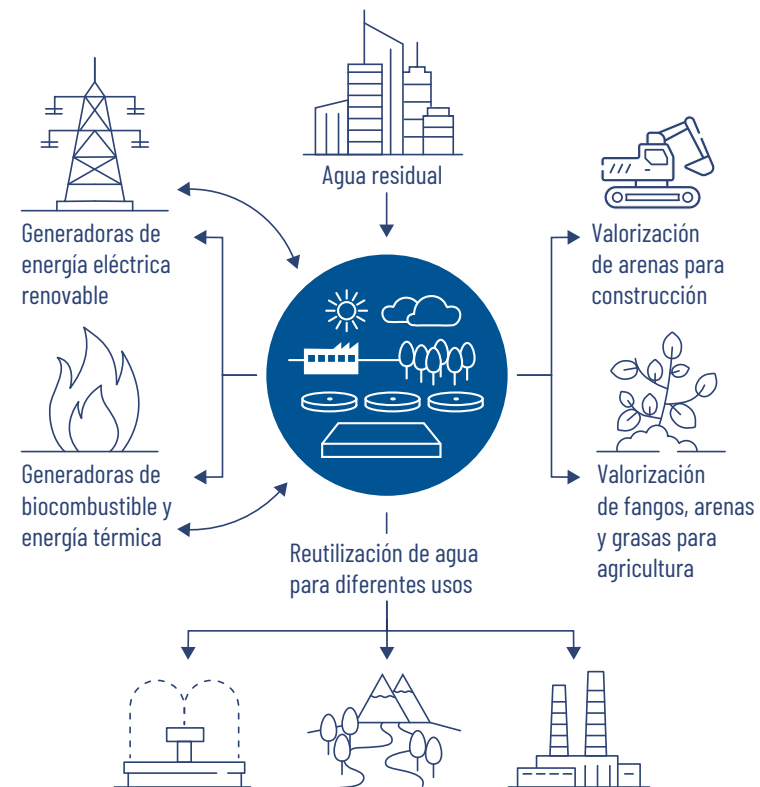 Agua residual
Generadoras de
energía eléctrica
renovable
Valorización
de arenas para
construcción
Generadoras de
biocombustible y
energía térmica
Valorización
de fangos, arenas
y grasas para
agricultura
Reutilización de agua
para diferentes usos